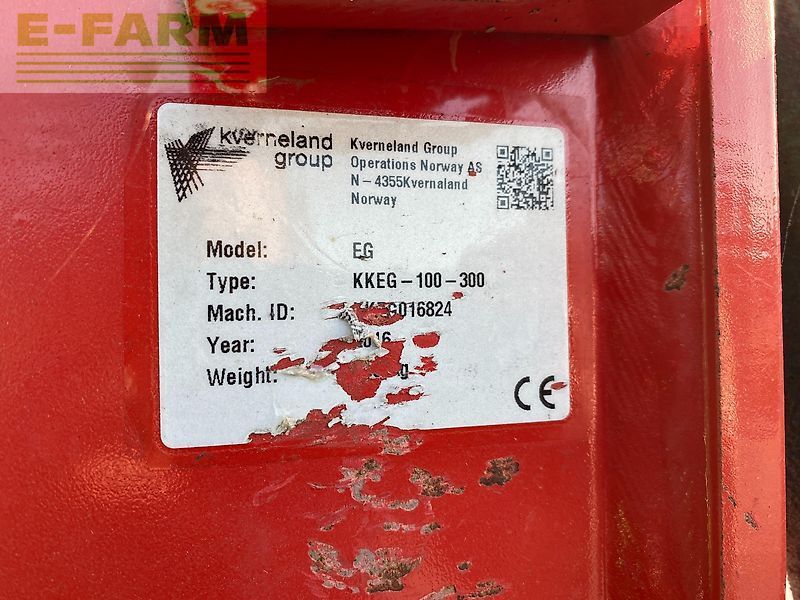 E-FARM
kverneland
group
Kverneland Group
Operations Norway AS
N-4355Kvernaland
Norway
Model: EG
Type: KKEG-100-300
Mach. ID: KKEG016824
Year:
Weight:
CE